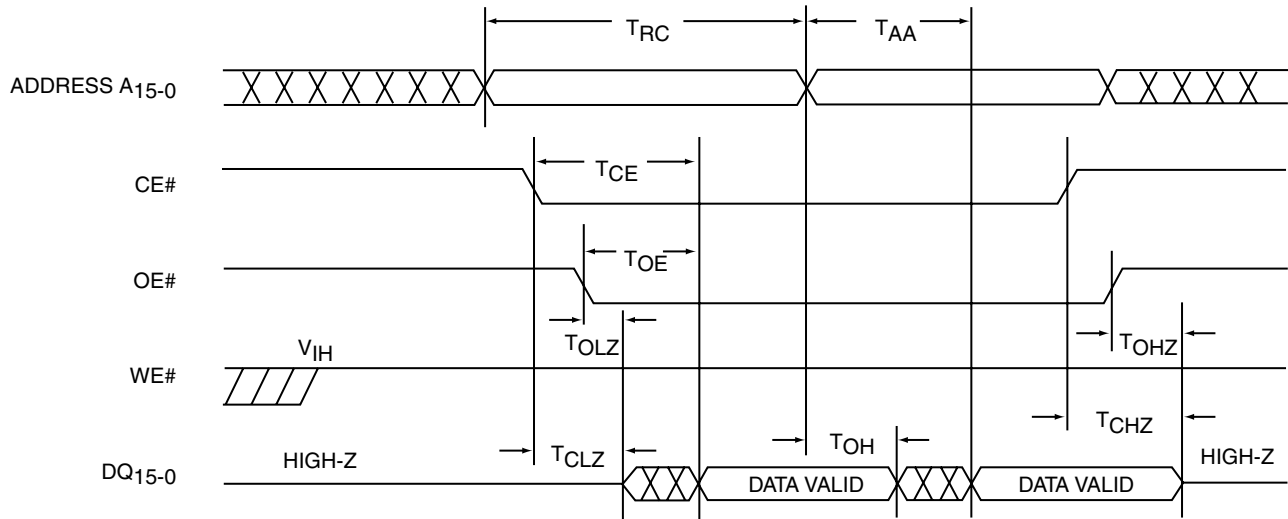 TRC TAA
ADDRESS A15-0
TCE
CE#
TOE
OE#
TOLZ TOHZ
VIH
WE#
TCHZ
TCLZ TOH
HIGH-Z HIGH-Z
DQ15-0
DATA VALID DATA VALID